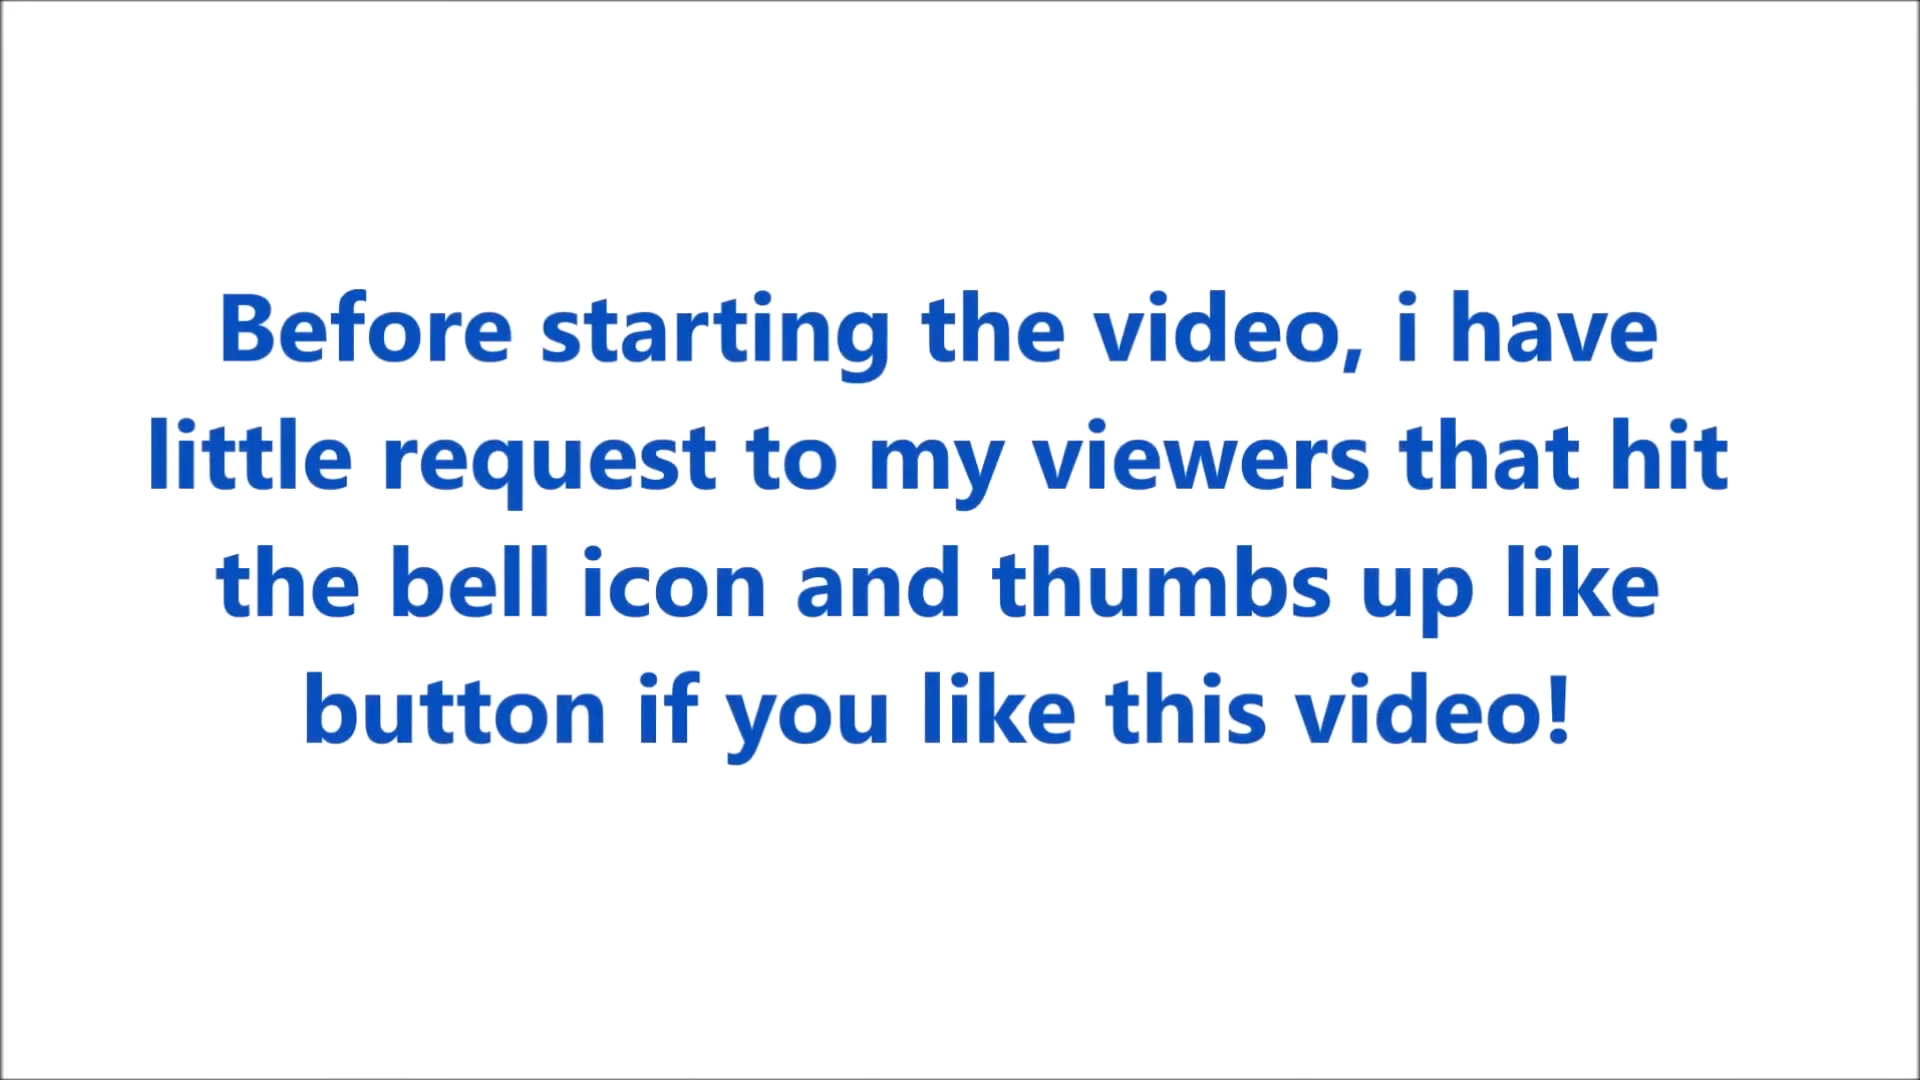 Before starting the video, i have
little request to my viewers that hit
the bell icon and thumbs up like
button if you like this video!